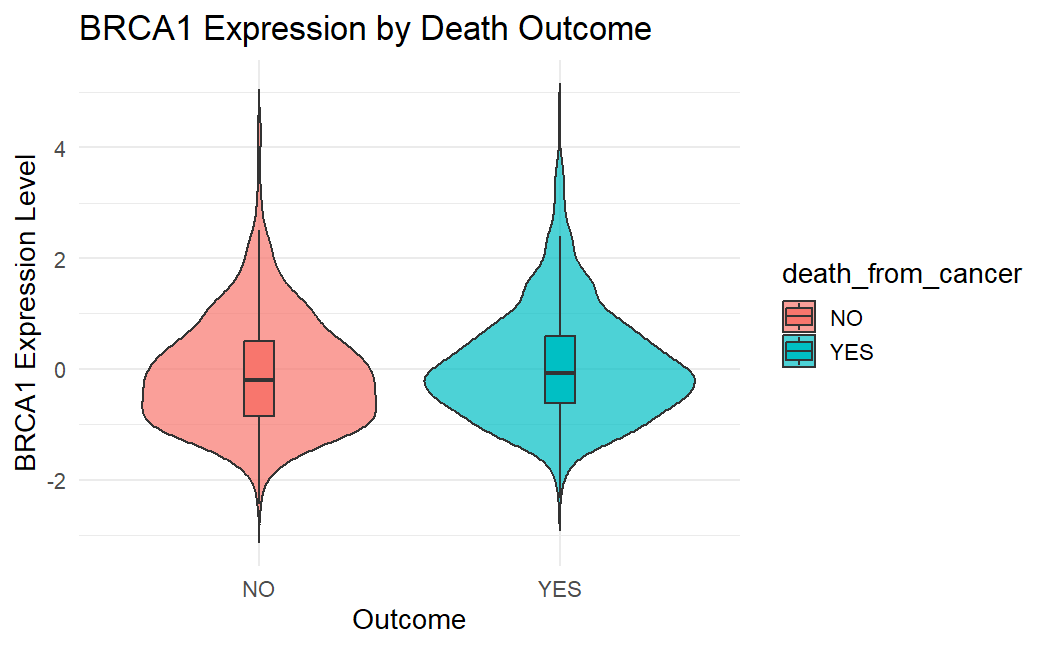 BRCA1 Expression by Death Outcome
BRCA1 Expression Level
4
2
0
-2
NO
YES
Outcome
death_from_cancer
NO
YES